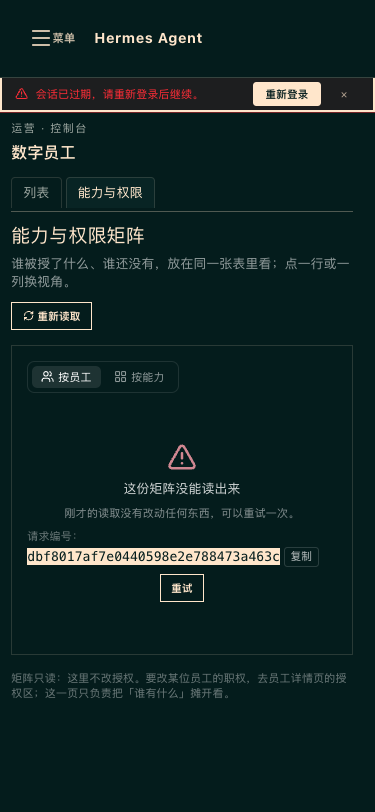 菜单
Hermes Agent
会话已过期，请重新登录后继续。
重新登录
×
运营 · 控制台
数字员工
列表
能力与权限
能力与权限矩阵
谁被授了什么、谁还没有，放在同一张表里看；点一行或一
列换视角。
重新读取
按员工
按能力
这份矩阵没能读出来
刚才的读取没有改动任何东西，可以重试一次。
请求编号：
dbf8017af7e0440598e2e788473a463c
复制
重试
矩阵只读：这里不改授权。要改某位员工的职权，去员工详情页的授
权区；这一页只负责把「谁有什么」摊开看。